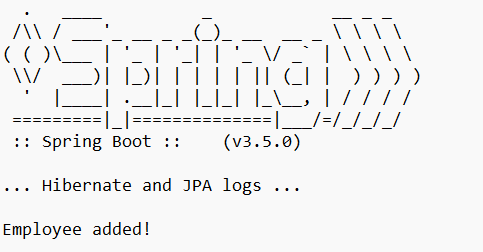 .   ____          _            __ _ _
 /\\ / ___'_ __ _ _(_)_ __  __ _ \ \ \ \
( ( )\___ | '_ | '_| | '_ \/ _` | \ \ \ \
 \\/  ___)| |_)| | | | | || (_| |  ) ) ) )
  '  |____| .__|_| |_|_| |_\__, | / / / /
 =========|_|==============|___/=/_/_/_/
 :: Spring Boot ::    (v3.5.0)
... Hibernate and JPA logs ...
Employee added!